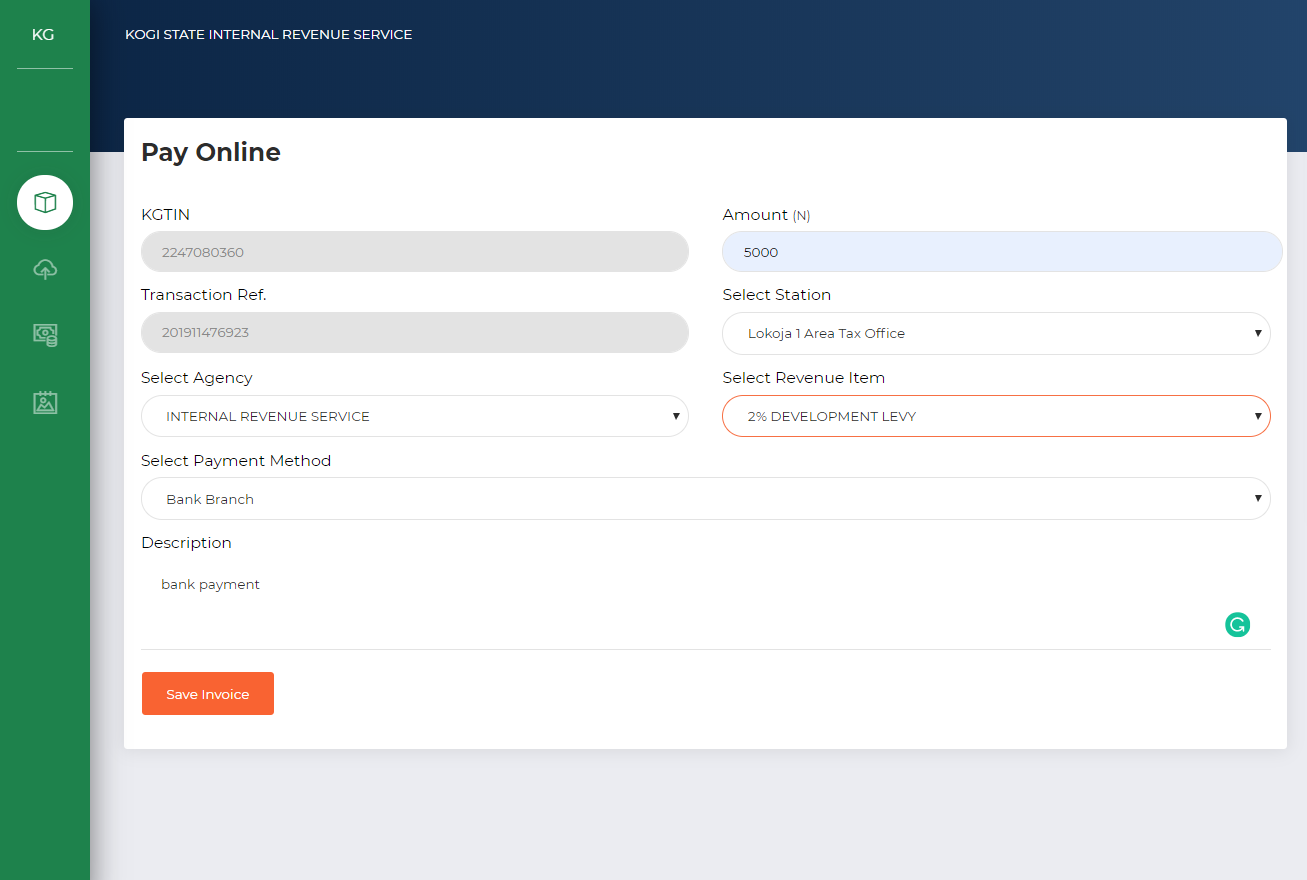 KG
KOGI STATE INTERNAL REVENUE SERVICE
Pay Online
KGTIN
Amount (N)
2247080360
5000
Transaction Ref.
Select Station
201911476923
Lokoja 1 Area Tax Office
Select Agency
Select Revenue Item
INTERNAL REVENUE SERVICE
2% DEVELOPMENT LEVY
Select Payment Method
Bank Branch
Description
bank payment
Save Invoice